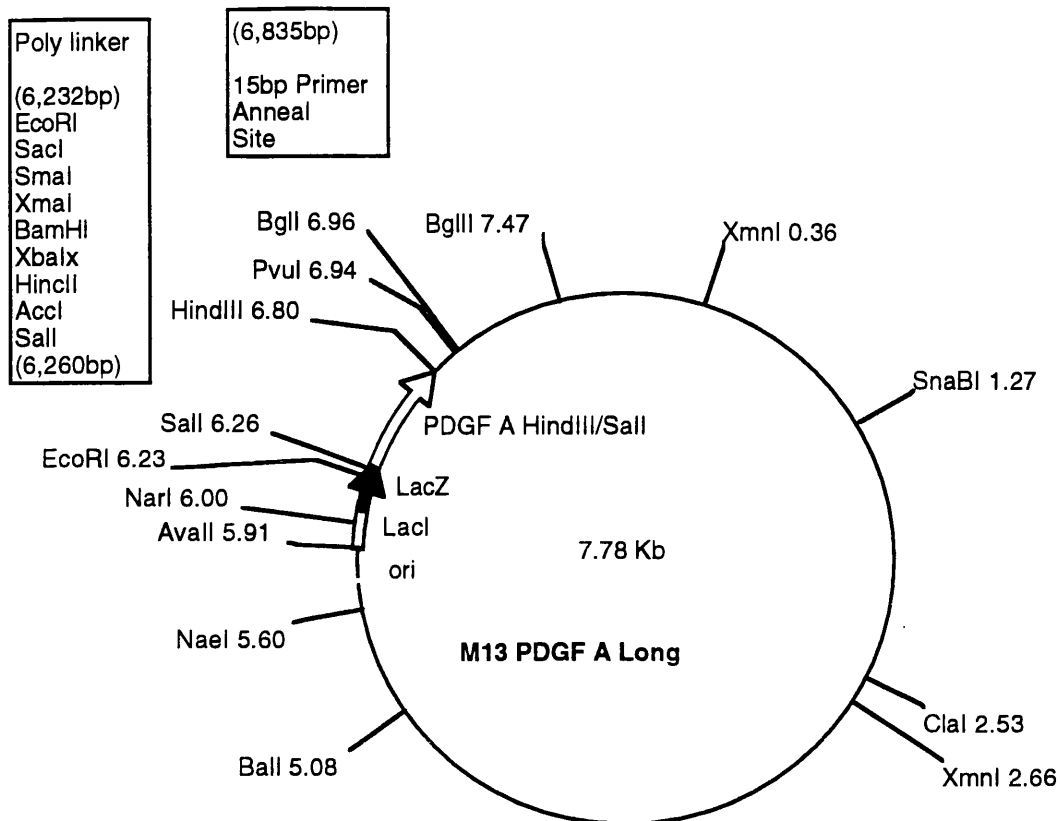 Poly linker
(6,232bp)
EcoRI
SacI
SmaI
XmaI
BamHI
XbaIx
HincII
AccI
SalI
(6,260bp)
(6,835bp)
15bp Primer
Anneal
Site
BglI 6.96
BglII 7.47
XmnI 0.36
PvuI 6.94
HindIII 6.80
SnaBI 1.27
PDGF A HindIII/SalI
SalI 6.26
EcoRI 6.23
LacZ
NarI 6.00
LacI
AvaII 5.91
7.78 Kb
ori
NaeI 5.60
M13 PDGF A Long
ClaI 2.53
BalI 5.08
XmnI 2.66